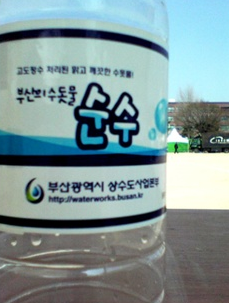 고도정수 처리된 맑고 깨끗한 수돗물!
부산의 수돗물
순수
부산광역시 상수도사업본부
http://waterworks.busan.kr